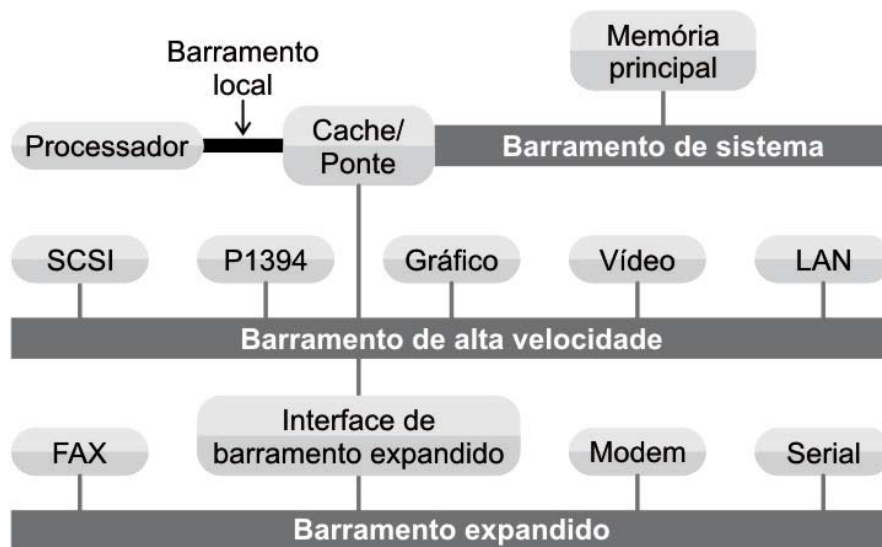 Barramento
local
Memória
principal
Processador
Cache/
Ponte
Barramento de sistema
SCSI
P1394
Gráfico
Vídeo
LAN
Barramento de alta velocidade
FAX
Interface de
barramento expandido
Modem
Serial
Barramento expandido